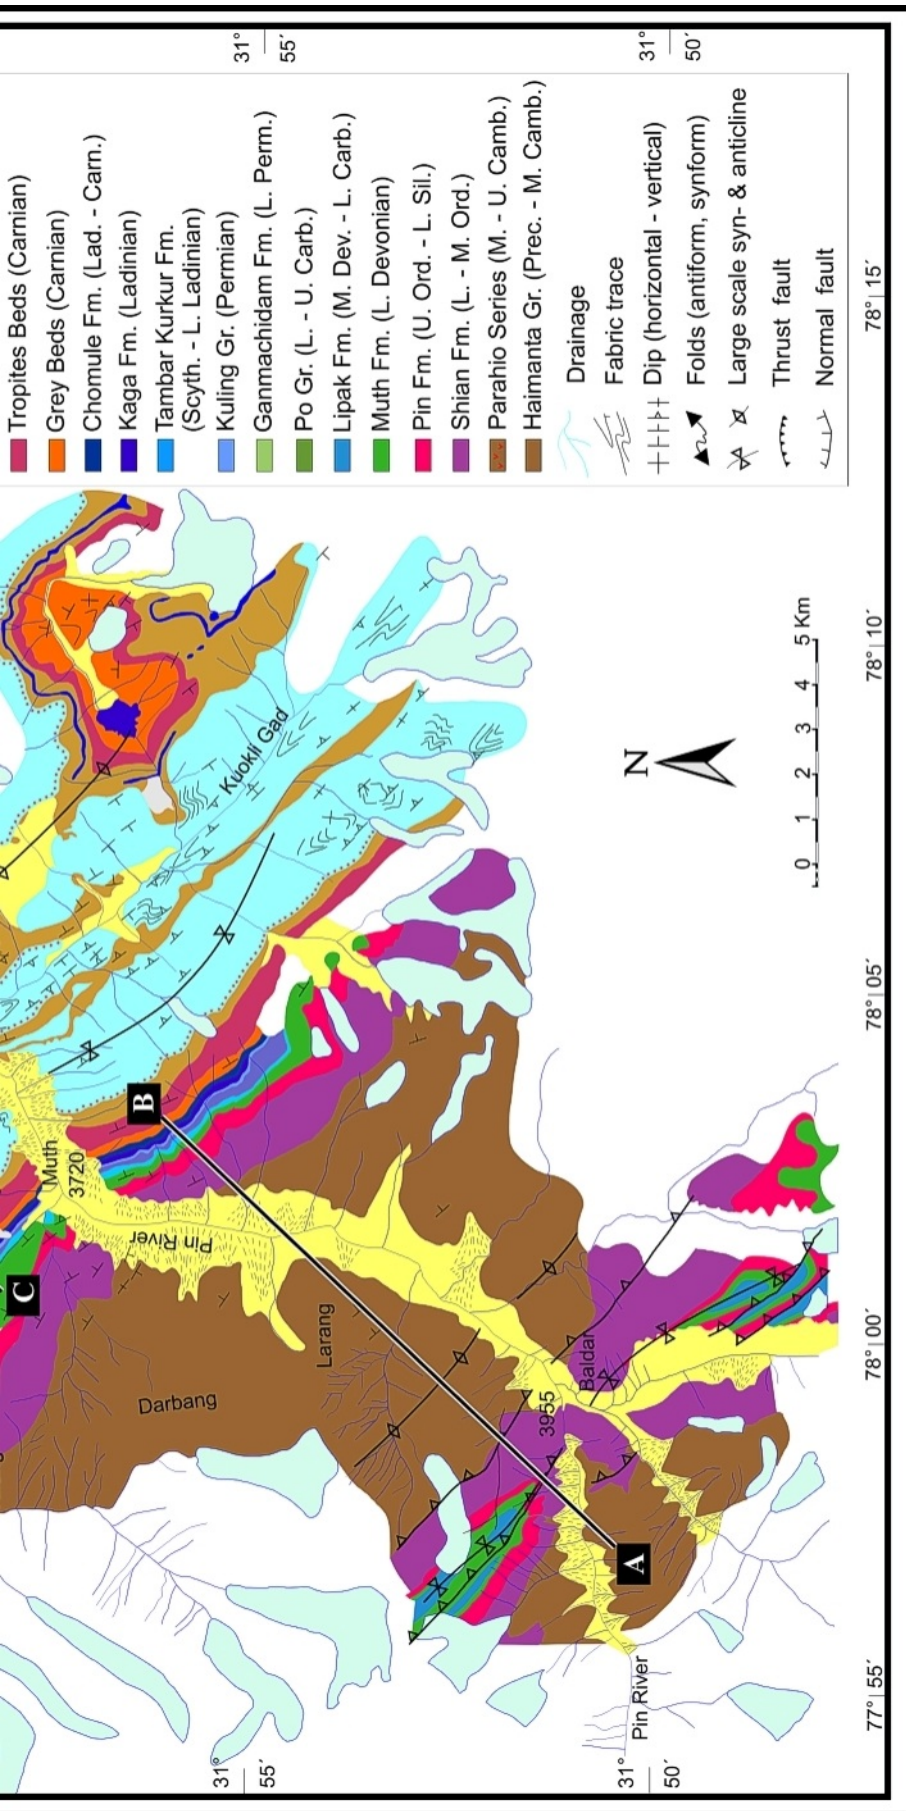 31° 55´
31° 50´
Tropites Beds (Carnian)
Grey Beds (Carnian)
Chomule Fm. (Lad. - Carn.)
Kaga Fm. (Ladinian)
Tambar Kurkur Fm.
(Scyth. - L. Ladinian)
Kuling Gr. (Permian)
Ganmachidam Fm. (L. Perm.)
Po Gr. (L. - U. Carb.)
Lipak Fm. (M. Dev. - L. Carb.)
Muth Fm. (L. Devonian)
Pin Fm. (U. Ord. - L. Sil.)
Shian Fm. (L. - M. Ord.)
Parahio Series (M. - U. Camb.)
Haimanta Gr. (Prec. - M. Camb.)
Drainage
Fabric trace
Dip (horizontal - vertical)
Folds (antiform, synform)
Large scale syn- & anticline
Thrust fault
Normal fault
78° 15´
78° 10´
78° 05´
78° 00´
77° 55´
Kuokli Gad
N
0 1 2 3 4 5 Km
B
Muth
3720
Pin River
C
Larang
Darbang
Baldar
3955
A
Pin River
31° 55´
31° 50´